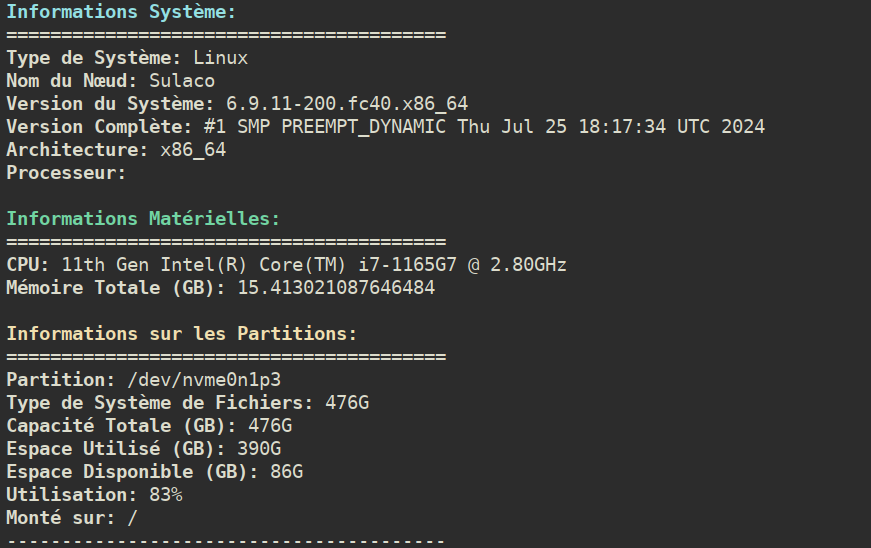 Informations Système:
========================================
Type de Système: Linux
Nom du Nœud: Sulaco
Version du Système: 6.9.11-200.fc40.x86_64
Version Complète: #1 SMP PREEMPT_DYNAMIC Thu Jul 25 18:17:34 UTC 2024
Architecture: x86_64
Processeur:
Informations Matérielles:
========================================
CPU: 11th Gen Intel(R) Core(TM) i7-1165G7 @ 2.80GHz
Mémoire Totale (GB): 15.413021087646484
Informations sur les Partitions:
========================================
Partition: /dev/nvme0n1p3
Type de Système de Fichiers: 476G
Capacité Totale (GB): 476G
Espace Utilisé (GB): 390G
Espace Disponible (GB): 86G
Utilisation: 83%
Monté sur: /
----------------------------------------